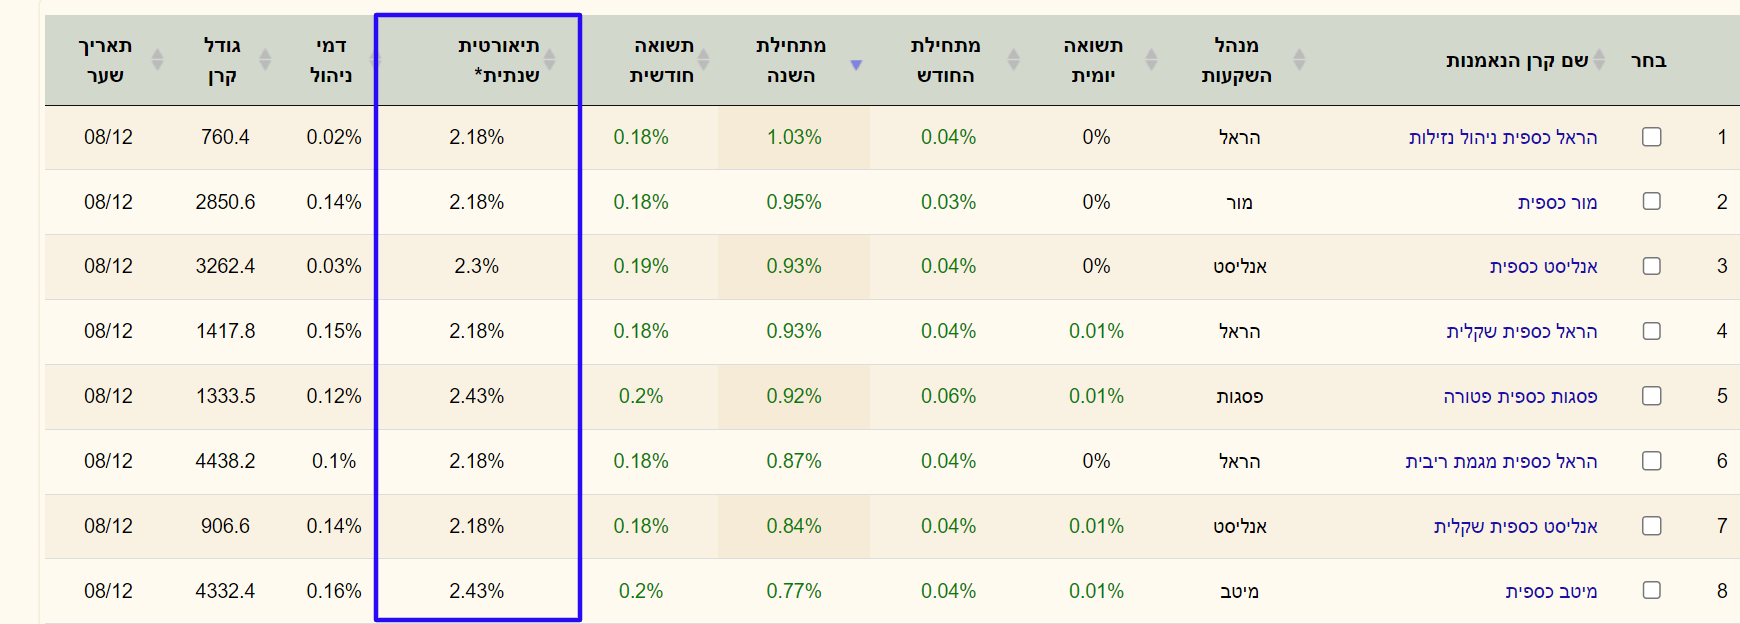 בחר שם קרן הנאמנות מנהל השקעות תשואה יומית מתחילת החודש מתחילת השנה תשואה חודשית תיאורטית שנתית* דמי ניהול גודל קרן תאריך שער
1 הראל כספית ניהול נזילות הראל 0% 0.04% 1.03% 0.18% 2.18% 0.02% 760.4 08/12
2 מור כספית מור 0% 0.03% 0.95% 0.18% 2.18% 0.14% 2850.6 08/12
3 אנליסט כספית אנליסט 0% 0.04% 0.93% 0.19% 2.3% 0.03% 3262.4 08/12
4 הראל כספית שקלית הראל 0.01% 0.04% 0.93% 0.18% 2.18% 0.15% 1417.8 08/12
5 פסגות כספית פטורה פסגות 0.01% 0.06% 0.92% 0.2% 2.43% 0.12% 1333.5 08/12
6 הראל כספית מגמת ריבית הראל 0% 0.04% 0.87% 0.18% 2.18% 0.1% 4438.2 08/12
7 אנליסט כספית שקלית אנליסט 0.01% 0.04% 0.84% 0.18% 2.18% 0.14% 906.6 08/12
8 מיטב כספית מיטב 0.01% 0.04% 0.77% 0.2% 2.43% 0.16% 4332.4 08/12